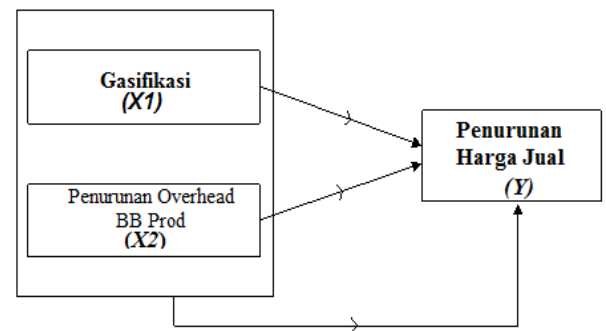 Gasifikasi
(X1)
Penurunan Overhead
BB Prod
(X2)
Penurunan
Harga Jual
(Y)